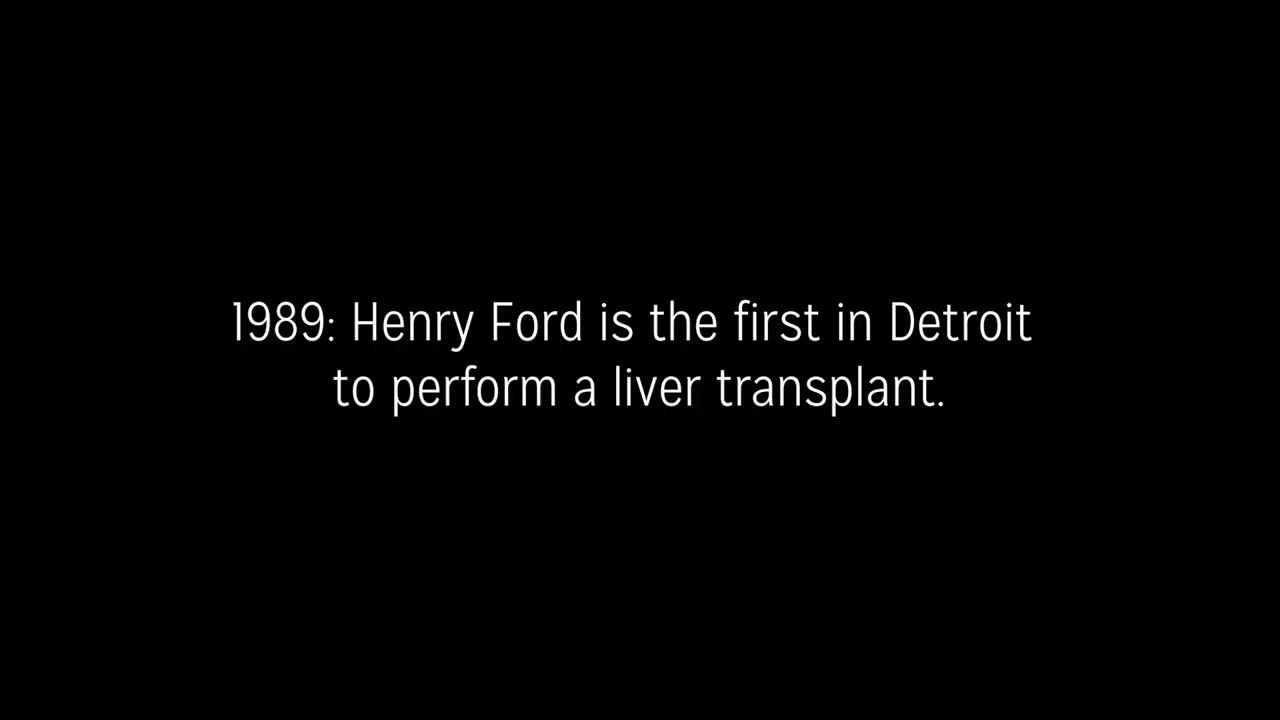 1989: Henry Ford is the first in Detroit
to perform a liver transplant.